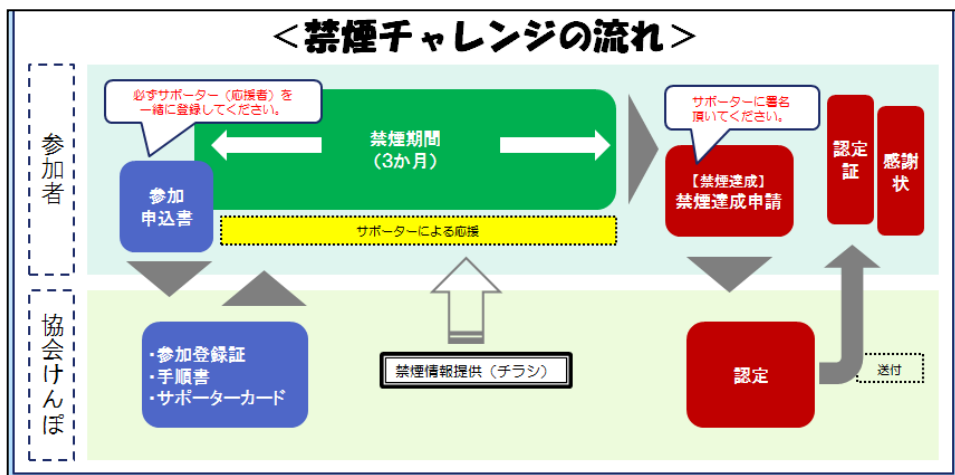 ＜禁煙チャレンジの流れ＞
参加者
必ずサポーター（応援者）を
一緒に登録してください。
参加
申込書
禁煙期間
（3か月）
サポーターによる応援
サポーターに署名
頂いてください。
【禁煙達成】
禁煙達成申請
認定証
感謝状
協会けんぽ
・参加登録証
・手順書
・サポーターカード
禁煙情報提供（チラシ）
認定
送付